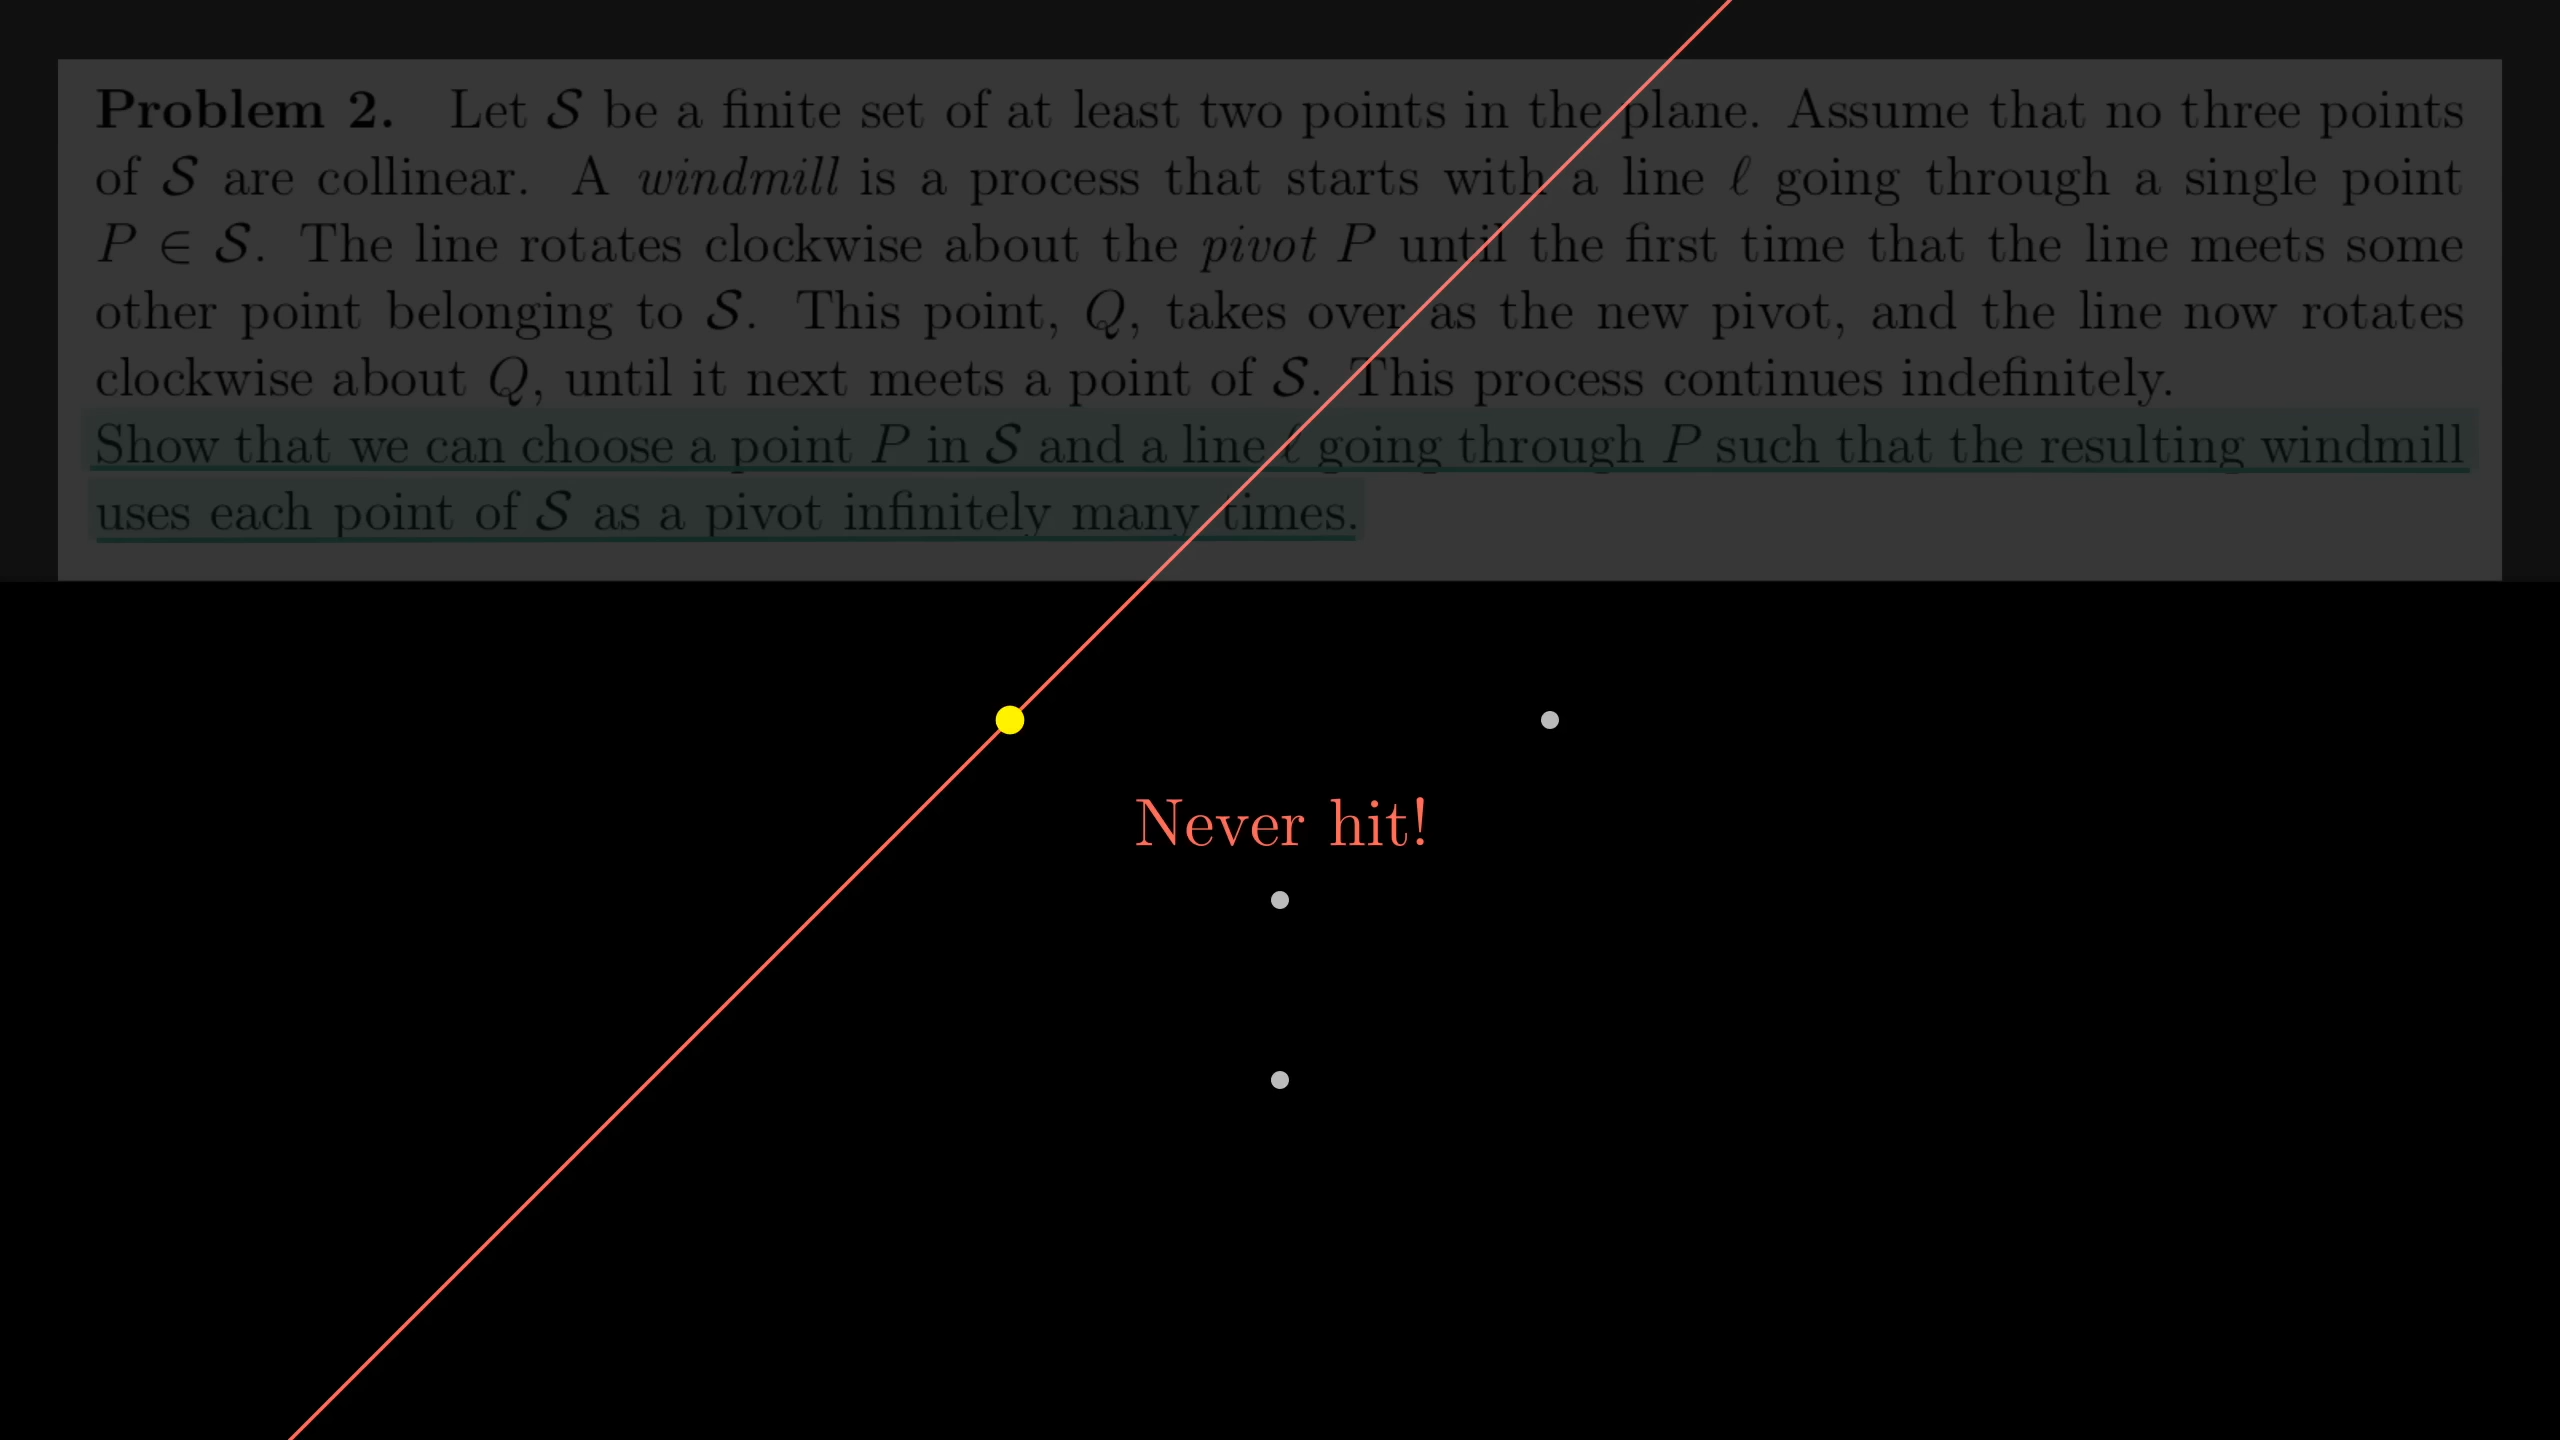 Problem 2. Let 𝒮 be a finite set of at least two points in the plane. Assume that no three points
of 𝒮 are collinear. A windmill is a process that starts with a line ℓ going through a single point
P ∈ 𝒮. The line rotates clockwise about the pivot P until the first time that the line meets some
other point belonging to 𝒮. This point, Q, takes over as the new pivot, and the line now rotates
clockwise about Q, until it next meets a point of 𝒮. This process continues indefinitely.
Show that we can choose a point P in 𝒮 and a line ℓ going through P such that the resulting windmill
uses each point of 𝒮 as a pivot infinitely many times.
Never hit!